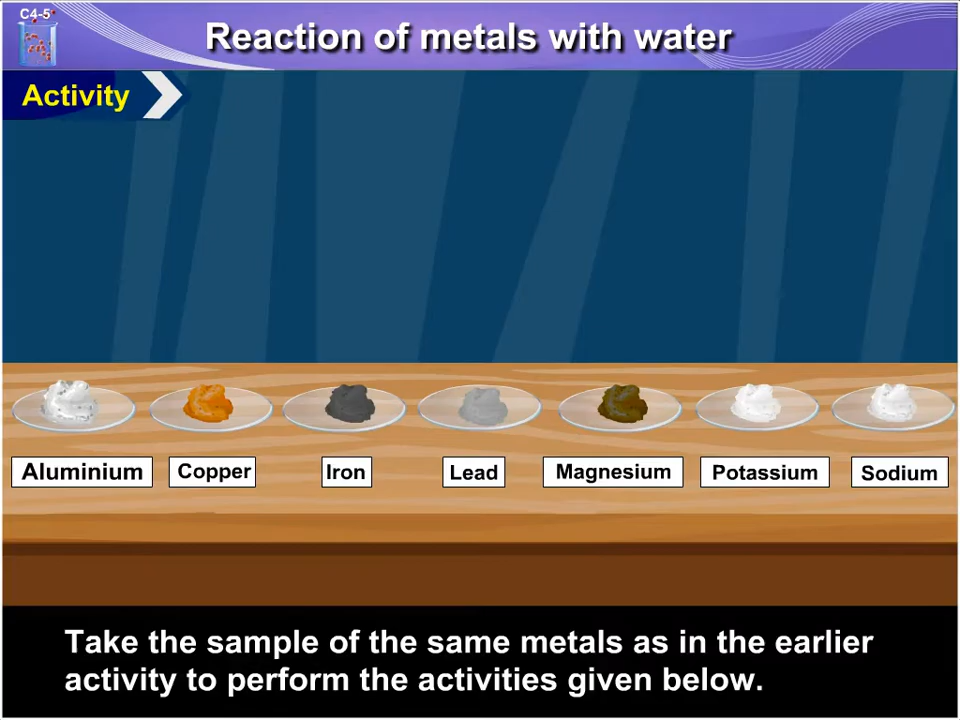 C4-5
Reaction of metals with water
Activity
Aluminium
Copper
Iron
Lead
Magnesium
Potassium
Sodium
Take the sample of the same metals as in the earlier
activity to perform the activities given below.